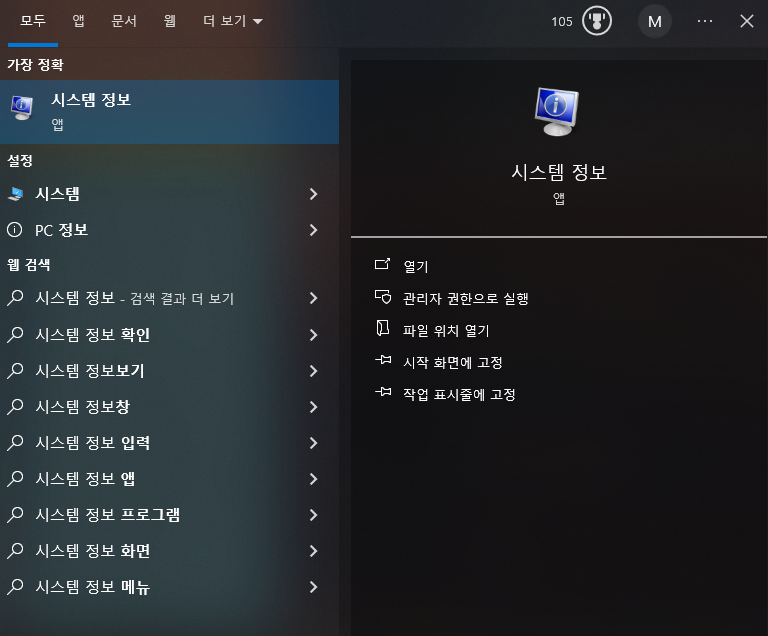 모두 앱 문서 웹 더 보기 105 M
가장 정확
시스템 정보
앱
설정
시스템
PC 정보
웹 검색
시스템 정보 - 검색 결과 더 보기
시스템 정보 확인
시스템 정보보기
시스템 정보창
시스템 정보 입력
시스템 정보 앱
시스템 정보 프로그램
시스템 정보 화면
시스템 정보 메뉴
시스템 정보
앱
열기
관리자 권한으로 실행
파일 위치 열기
시작 화면에 고정
작업 표시줄에 고정